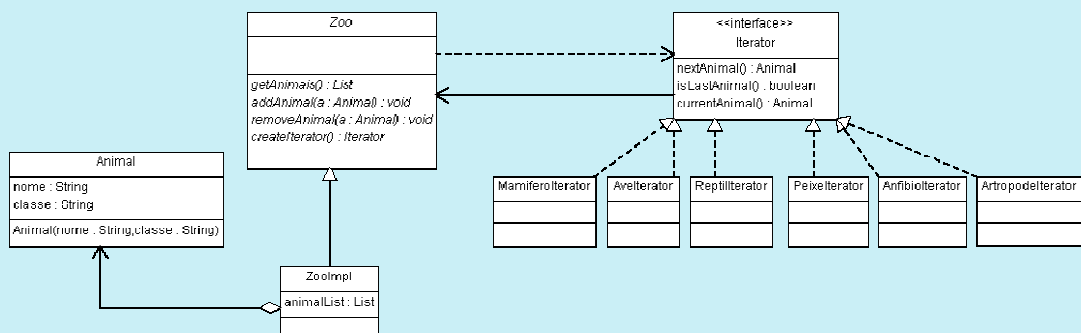 Zoo
getAnimais() : List
addAnimal(a : Animal) : void
removeAnimal(a : Animal) : void
createIterator() : Iterator
<<interface>>
Iterator
nextAnimal() : Animal
isLastAnimal() : boolean
currentAnimal() : Animal
Animal
nome : String
classe : String
Animal(nome : String,classe : String)
MamiferoIterator
AveIterator
ReptilIterator
PeixeIterator
AnfibioIterator
ArtropodeIterator
ZooImpl
animalList : List